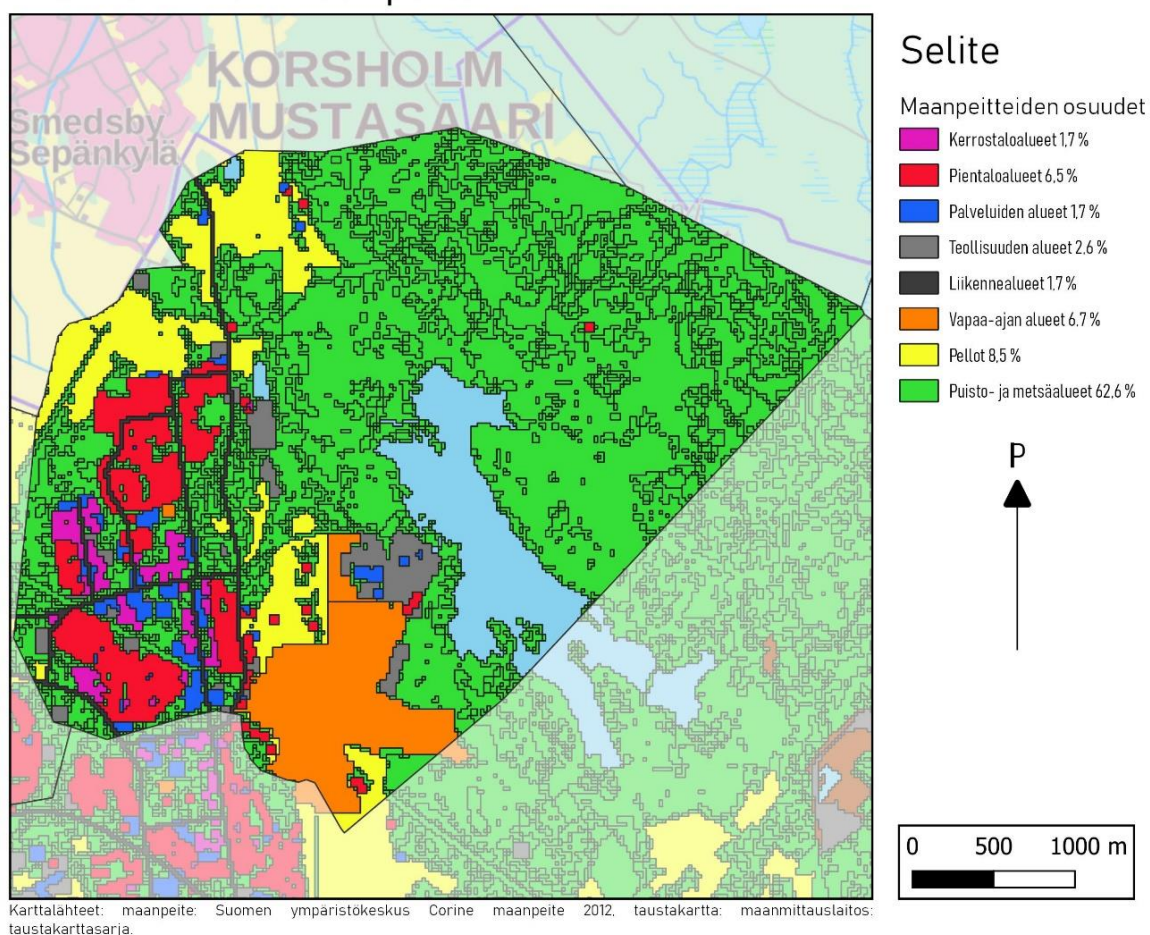 KORSHOLM
MUSTASAARI
Smedsby
Sepänkylä
Selite
Maanpeitteiden osuudet
Kerrostaloalueet 1,7 %
Pientaloalueet 6,5 %
Palveluiden alueet 1,7 %
Teollisuuden alueet 2,6 %
Liikennealueet 1,7 %
Vapaa-ajan alueet 6,7 %
Pellot 8,5 %
Puisto- ja metsäalueet 62,6 %
P
0 500 1000 m
Karttalähteet: maanpeite: Suomen ympäristökeskus Corine maanpeite 2012, taustakartta: maanmittauslaitos:
taustakarttasarja.